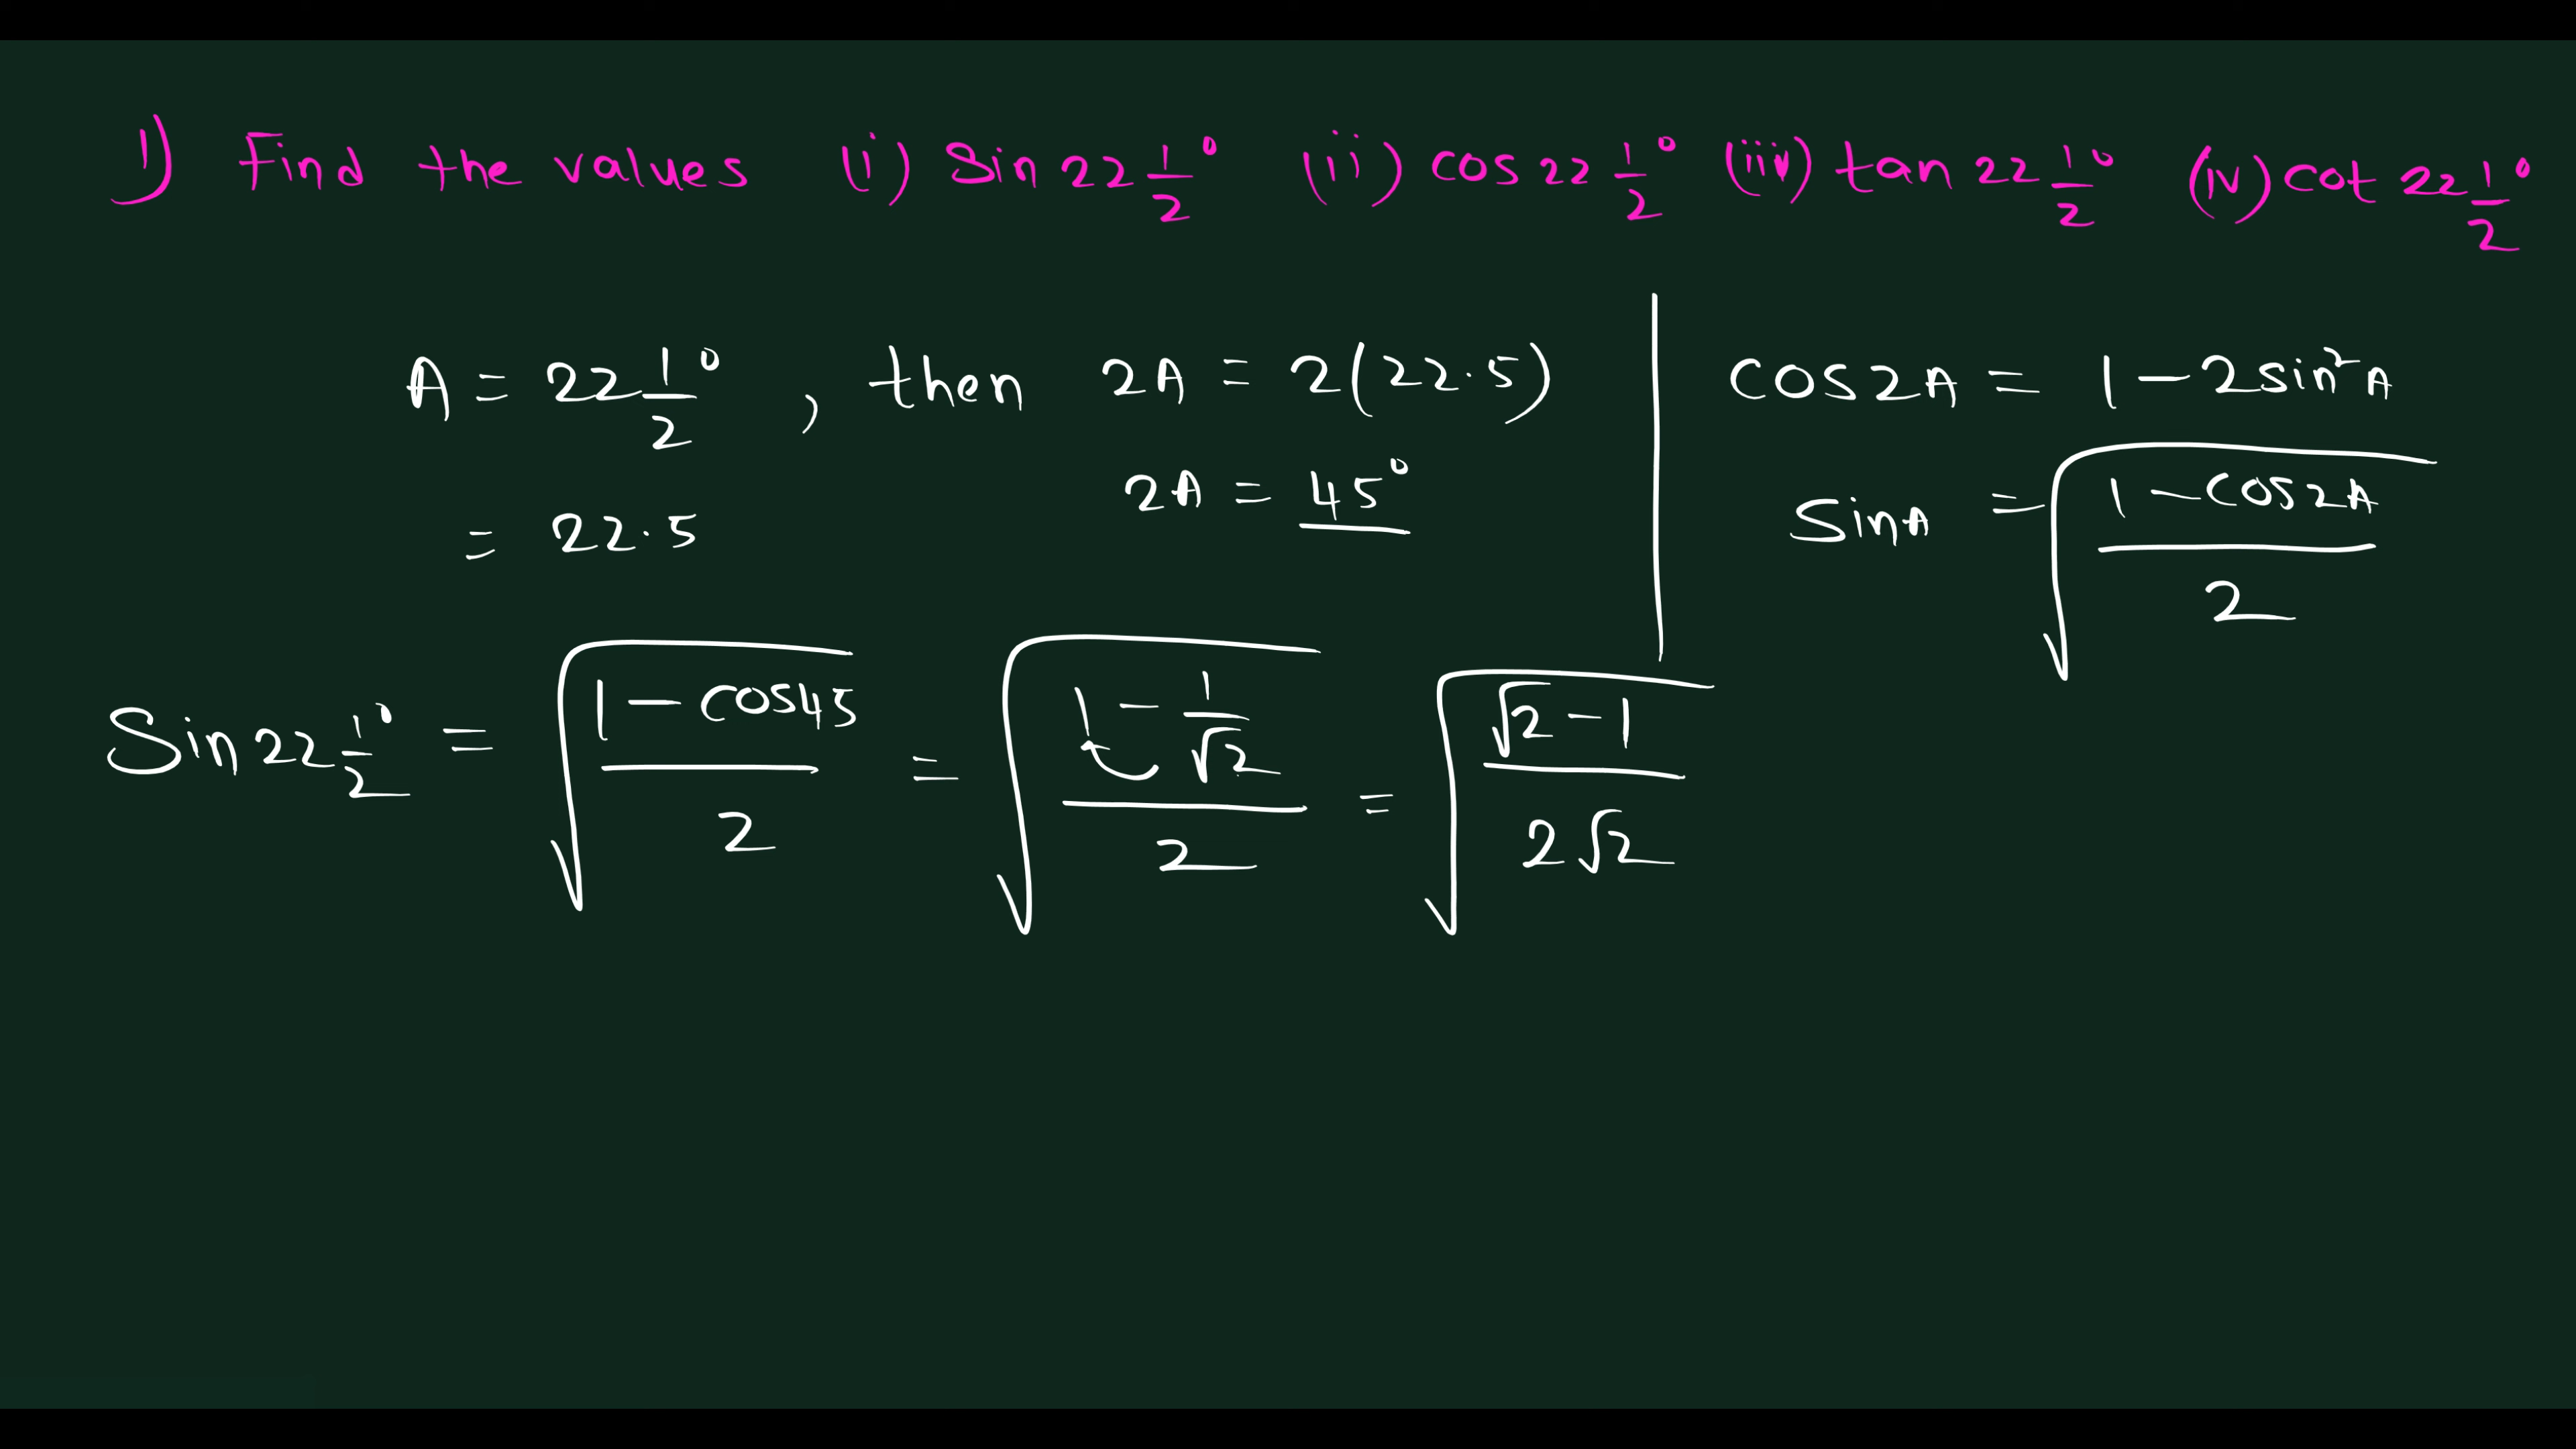 1) Find the values (i) Sin 22 1/2° (ii) cos 22 1/2° (iii) tan 22 1/2° (iv) cot 22 1/2°
A = 22 1/2° , then 2A = 2(22.5)
= 22.5
2A = 45°
cos2A = 1 - 2sin²A
SinA = √((1 - cos2A)/2)
Sin 22 1/2° = √((1 - cos45)/2) = √((1 - 1/√2)/2) = √((√2 - 1)/(2√2))